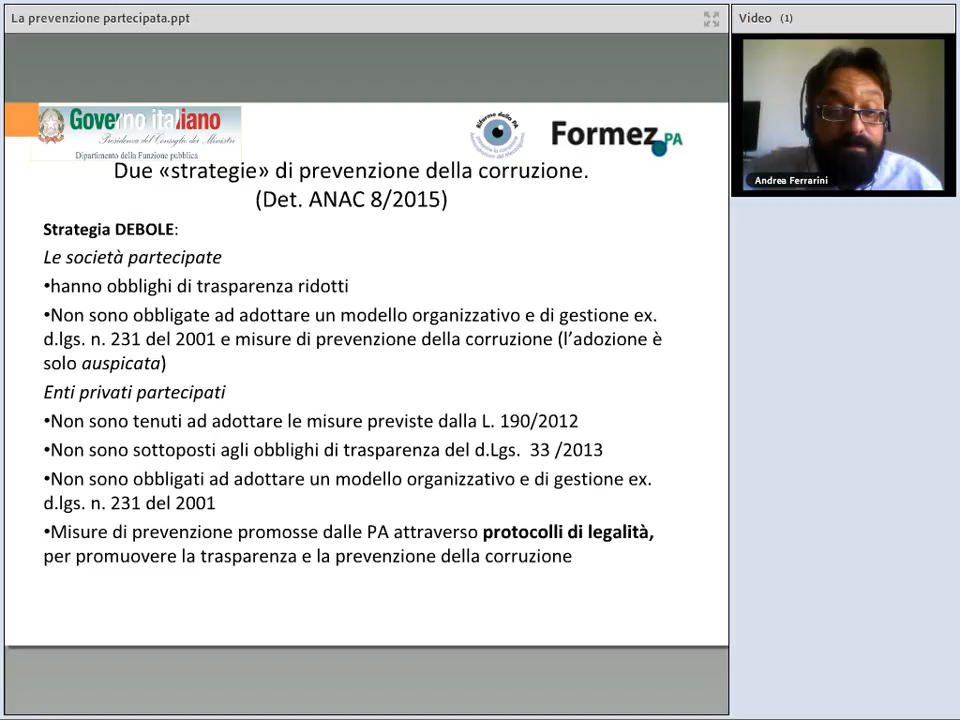 La prevenzione partecipata.ppt
Video (1)
Governo italiano
Presidenza del Consiglio dei Ministri
Dipartimento della Funzione pubblica
Riforme della PA
Formez PA
Andrea Ferrarini
Due «strategie» di prevenzione della corruzione.
(Det. ANAC 8/2015)
Strategia DEBOLE:
Le società partecipate
•hanno obblighi di trasparenza ridotti
•Non sono obbligate ad adottare un modello organizzativo e di gestione ex.
d.lgs. n. 231 del 2001 e misure di prevenzione della corruzione (l'adozione è
solo auspicata)
Enti privati partecipati
•Non sono tenuti ad adottare le misure previste dalla L. 190/2012
•Non sono sottoposti agli obblighi di trasparenza del d.Lgs. 33 /2013
•Non sono obbligati ad adottare un modello organizzativo e di gestione ex.
d.lgs. n. 231 del 2001
•Misure di prevenzione promosse dalle PA attraverso protocolli di legalità,
per promuovere la trasparenza e la prevenzione della corruzione